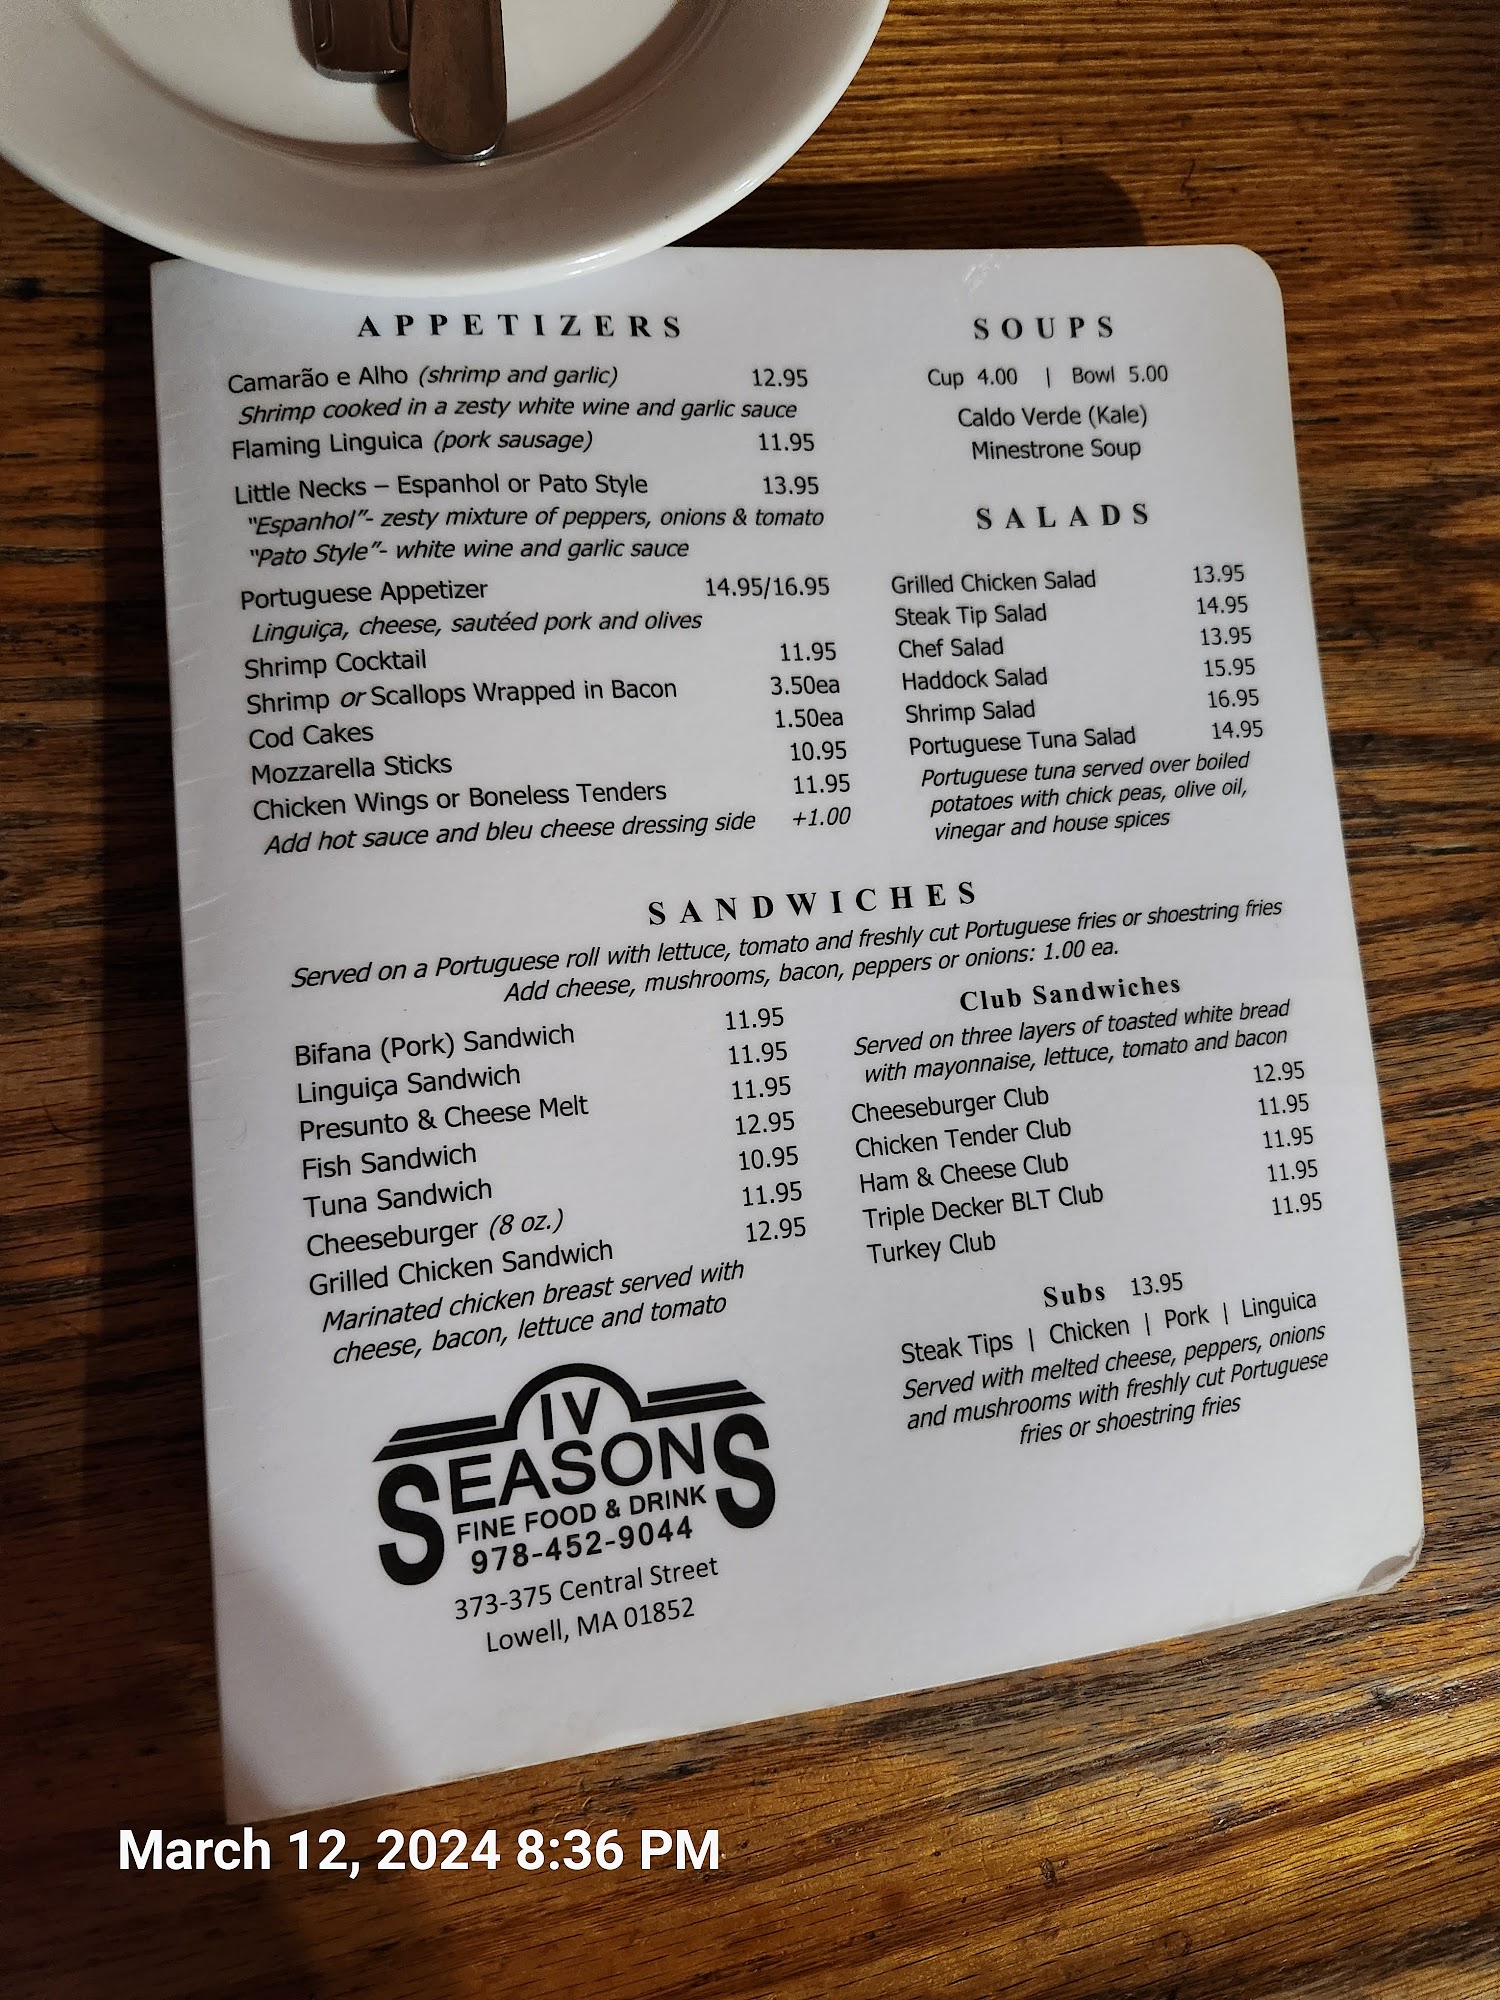 APPETIZERS
Camarão e Alho (shrimp and garlic) 12.95
Shrimp cooked in a zesty white wine and garlic sauce
Flaming Linguica (pork sausage) 11.95
Little Necks – Espanhol or Pato Style 13.95
"Espanhol"- zesty mixture of peppers, onions & tomato
"Pato Style"- white wine and garlic sauce
Portuguese Appetizer 14.95/16.95
Linguiça, cheese, sautéed pork and olives
Shrimp Cocktail 11.95
Shrimp or Scallops Wrapped in Bacon 3.50ea
Cod Cakes 1.50ea
Mozzarella Sticks 10.95
Chicken Wings or Boneless Tenders 11.95
Add hot sauce and bleu cheese dressing side +1.00
SOUPS
Cup 4.00 | Bowl 5.00
Caldo Verde (Kale)
Minestrone Soup
SALADS
Grilled Chicken Salad 13.95
Steak Tip Salad 14.95
Chef Salad 13.95
Haddock Salad 15.95
Shrimp Salad 16.95
Portuguese Tuna Salad 14.95
Portuguese tuna served over boiled
potatoes with chick peas, olive oil,
vinegar and house spices
SANDWICHES
Served on a Portuguese roll with lettuce, tomato and freshly cut Portuguese fries or shoestring fries
Add cheese, mushrooms, bacon, peppers or onions: 1.00 ea.
Bifana (Pork) Sandwich 11.95
Linguiça Sandwich 11.95
Presunto & Cheese Melt 11.95
Fish Sandwich 12.95
Tuna Sandwich 10.95
Cheeseburger (8 oz.) 11.95
Grilled Chicken Sandwich 12.95
Marinated chicken breast served with
cheese, bacon, lettuce and tomato
Club Sandwiches
Served on three layers of toasted white bread
with mayonnaise, lettuce, tomato and bacon
Cheeseburger Club 12.95
Chicken Tender Club 11.95
Ham & Cheese Club 11.95
Triple Decker BLT Club 11.95
Turkey Club 11.95
Subs 13.95
Steak Tips | Chicken | Pork | Linguica
Served with melted cheese, peppers, onions
and mushrooms with freshly cut Portuguese
fries or shoestring fries
IV
SEASONS
FINE FOOD & DRINK
978-452-9044
373-375 Central Street
Lowell, MA 01852
March 12, 2024 8:36 PM